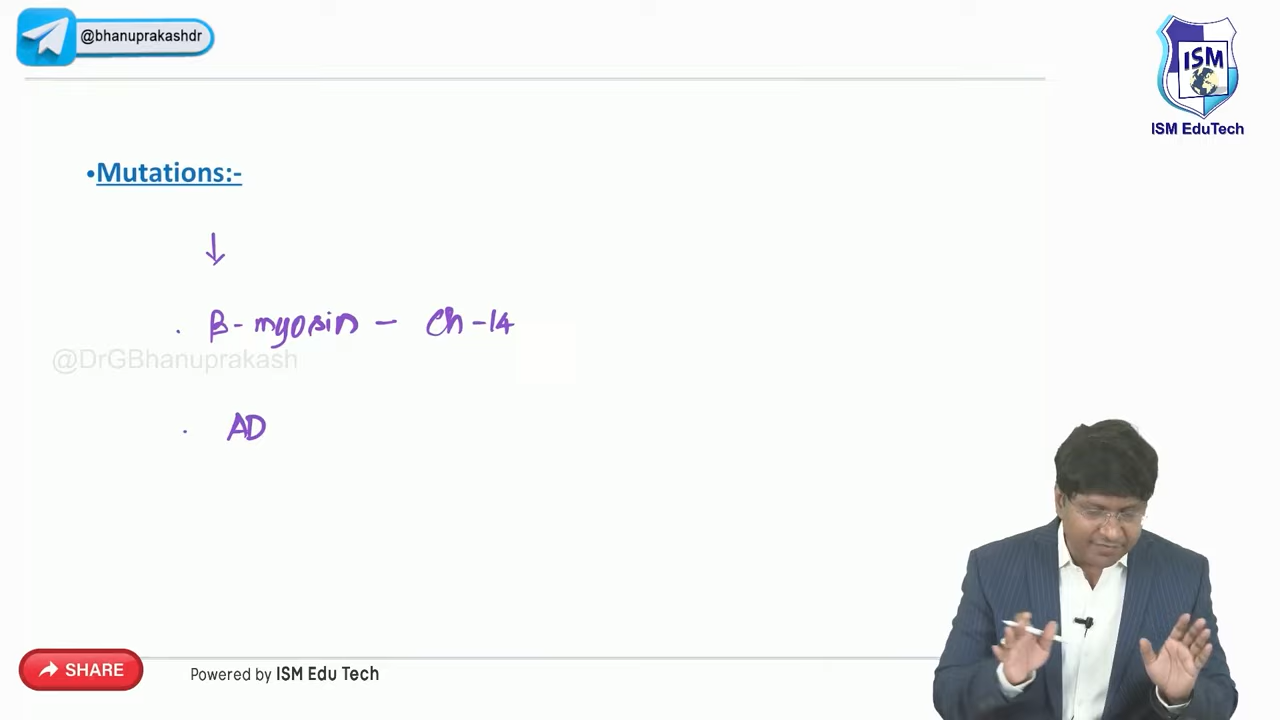 @bhanuprakashdr
ISM
ISM EduTech
•Mutations:-
↓
. β - myosin - Ch - 14
@DrGBhanuprakash
. AD
SHARE
Powered by ISM Edu Tech